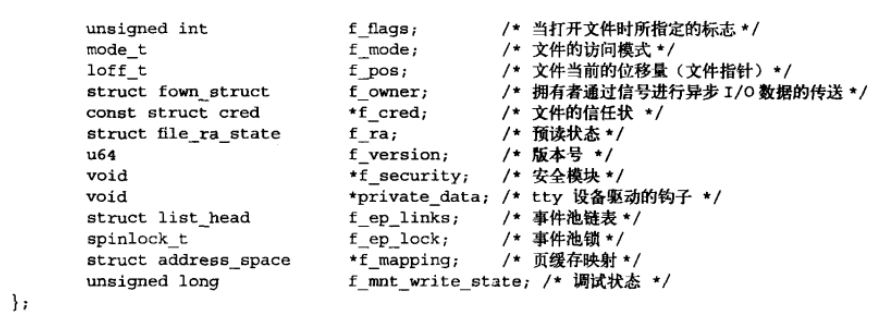 unsigned int f_flags; /* 当打开文件时所指定的标志 */
mode_t f_mode; /* 文件的访问模式 */
loff_t f_pos; /* 文件当前的位移量（文件指针）*/
struct fown_struct f_owner; /* 拥有者通过信号进行异步 I/O 数据的传送 */
const struct cred *f_cred; /* 文件的信任状 */
struct file_ra_state f_ra; /* 预读状态 */
u64 f_version; /* 版本号 */
void *f_security; /* 安全模块 */
void *private_data; /* tty 设备驱动的钩子 */
struct list_head f_ep_links; /* 事件池链表 */
spinlock_t f_ep_lock; /* 事件池锁 */
struct address_space *f_mapping; /* 页缓存映射 */
unsigned long f_mnt_write_state; /* 调试状态 */
};